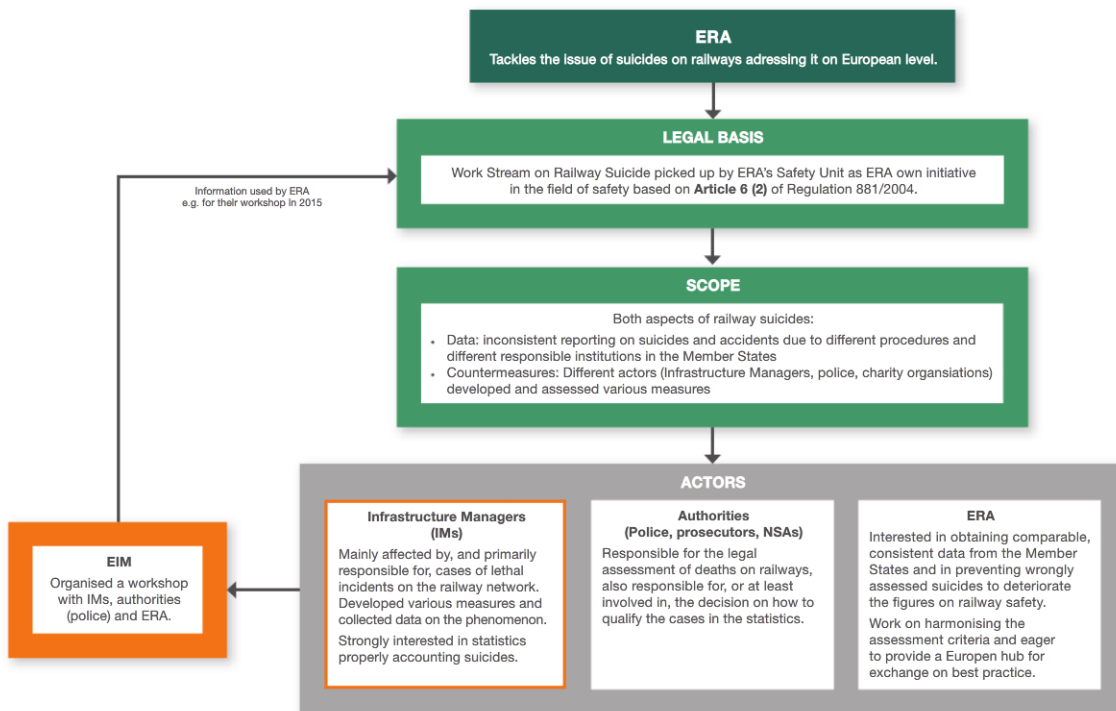 ERA
Tackles the issue of suicides on railways adressing it on European level.
LEGAL BASIS
Work Stream on Railway Suicide picked up by ERA's Safety Unit as ERA own initiative
in the field of safety based on Article 6 (2) of Regulation 881/2004.
Information used by ERA
e.g. for their workshop in 2015
SCOPE
Both aspects of railway suicides:
• Data: inconsistent reporting on suicides and accidents due to different procedures and
different responsible institutions in the Member States
• Countermeasures: Different actors (Infrastructure Managers, police, charity organsiations)
developed and assessed various measures
ACTORS
Infrastructure Managers
(IMs)
Mainly affected by, and primarily
responsible for, cases of lethal
incidents on the railway network.
Developed various measures and
collected data on the phenomenon.
Strongly interested in statistics
properly accounting suicides.
Authorities
(Police, prosecutors, NSAs)
Responsible for the legal
assessment of deaths on railways,
also responsible for, or at least
involved in, the decision on how to
qualify the cases in the statistics.
ERA
Interested in obtaining comparable,
consistent data from the Member
States and in preventing wrongly
assessed suicides to deteriorate
the figures on railway safety.
Work on harmonising the
assessment criteria and eager
to provide a Europen hub for
exchange on best practice.
EIM
Organised a workshop
with IMs, authorities
(police) and ERA.